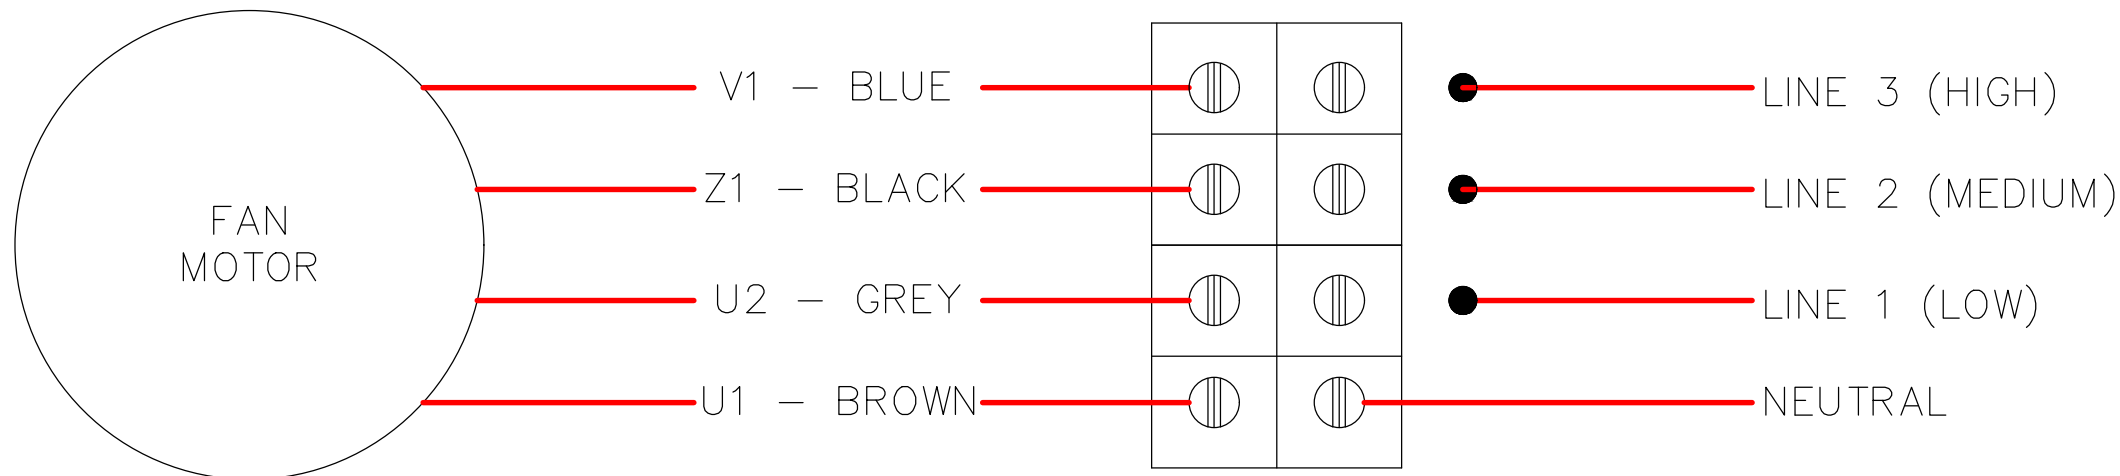 FAN
MOTOR
V1 - BLUE
Z1 - BLACK
U2 - GREY
U1 - BROWN
LINE 3 (HIGH)
LINE 2 (MEDIUM)
LINE 1 (LOW)
NEUTRAL